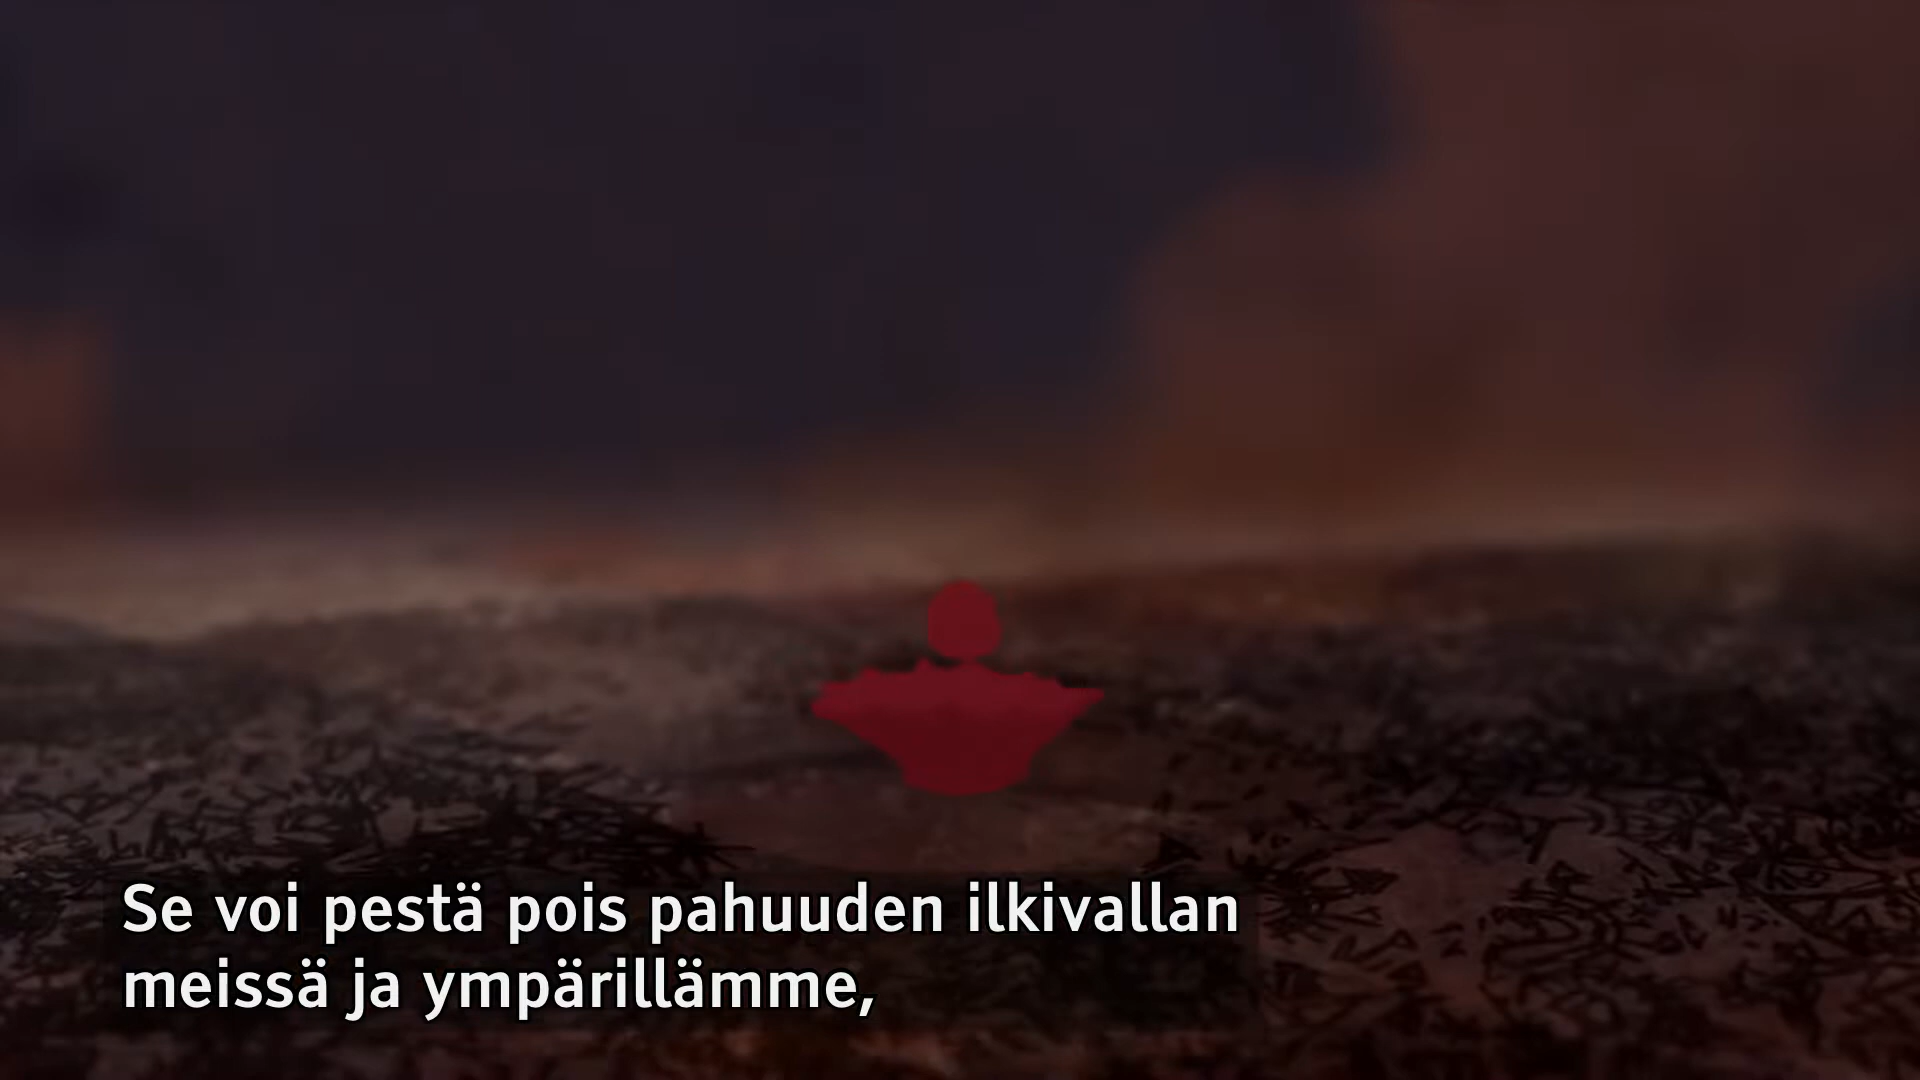 Se voi pestä pois pahuuden ilkivallan
meissä ja ympärillämme,